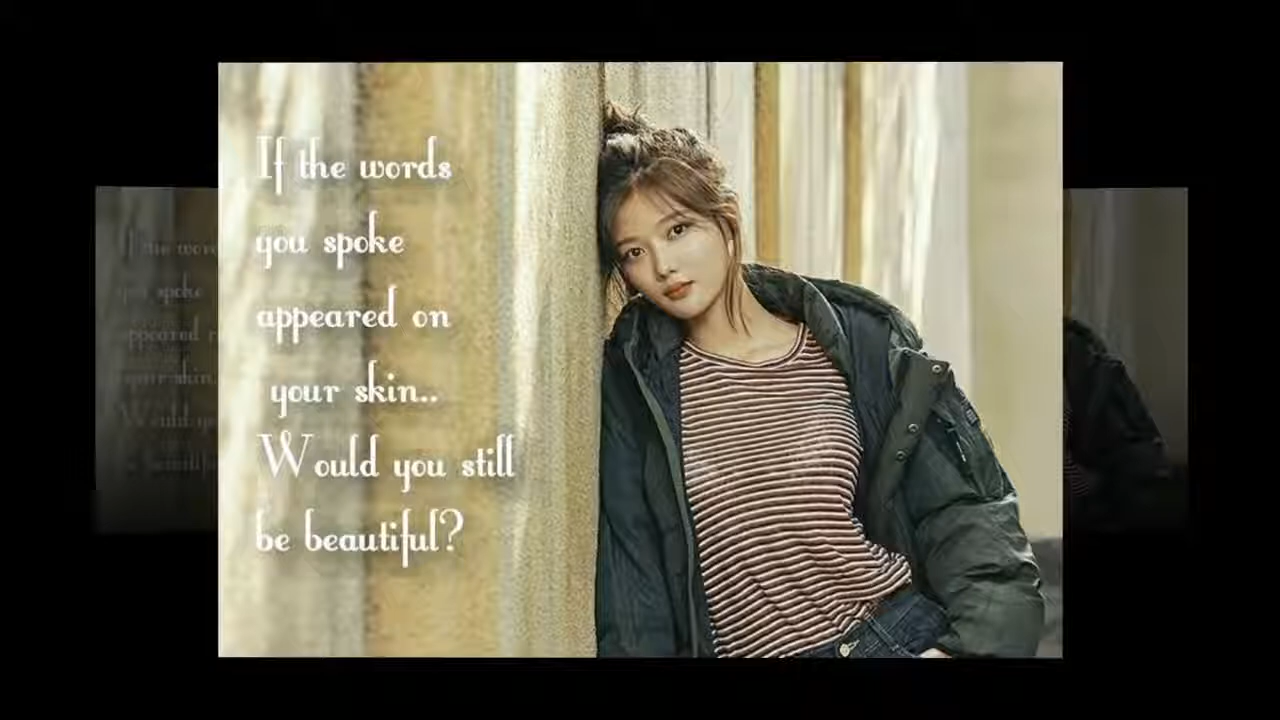 If the words
you spoke
appeared on
your skin..
Would you still
be beautiful?